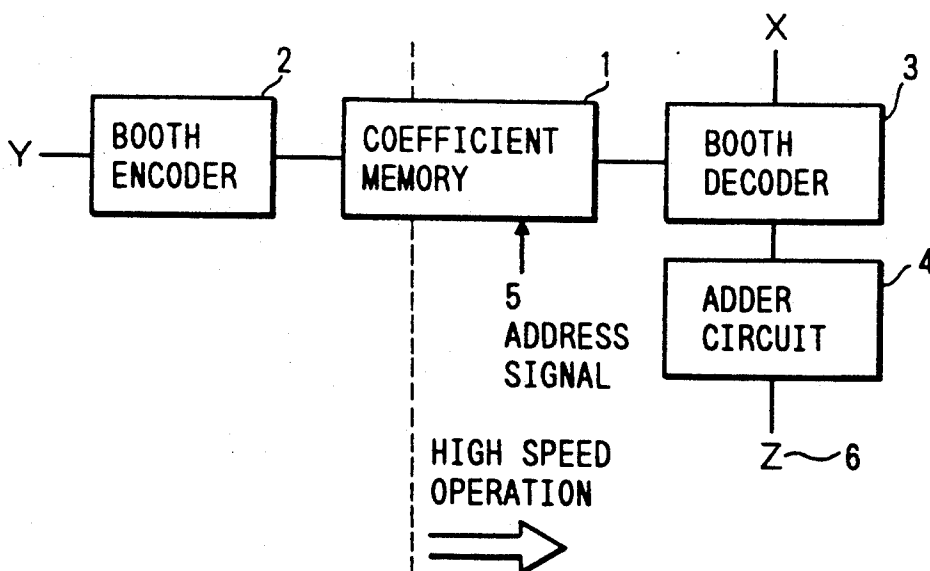 X
2
1
3
Y
BOOTH
ENCODER
COEFFICIENT
MEMORY
BOOTH
DECODER
4
5
ADDRESS
SIGNAL
ADDER
CIRCUIT
HIGH SPEED
OPERATION
Z
6